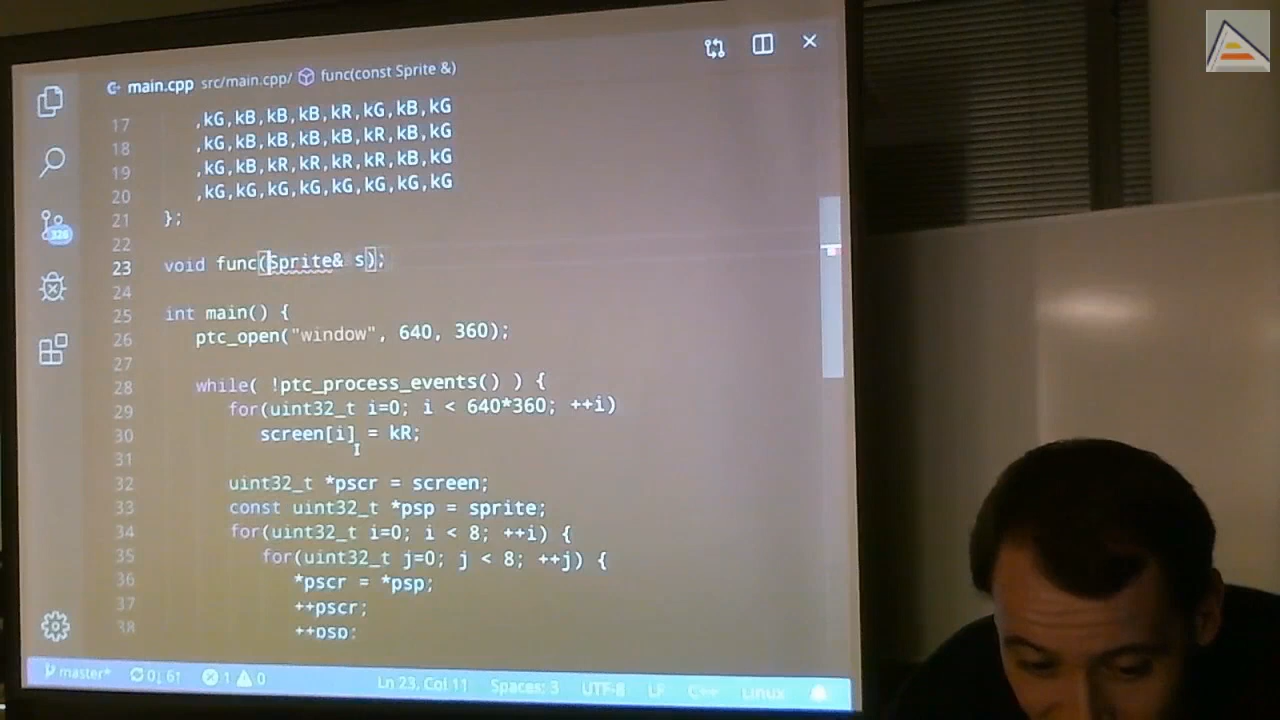 main.cpp src/main.cpp/ func(const Sprite &)
17 ,kG,kB,kB,kB,kR,kG,kB,kG
18 ,kG,kB,kB,kB,kB,kR,kB,kG
19 ,kG,kB,kR,kR,kR,kR,kB,kG
20 ,kG,kG,kG,kG,kG,kG,kG,kG
21 };
22
23 void func(Sprite& s);
24
25 int main() {
26 ptc_open("window", 640, 360);
27
28 while( !ptc_process_events() ) {
29 for(uint32_t i=0; i < 640*360; ++i)
30 screen[i] = kR;
31
32 uint32_t *pscr = screen;
33 const uint32_t *psp = sprite;
34 for(uint32_t i=0; i < 8; ++i) {
35 for(uint32_t j=0; j < 8; ++j) {
36 *pscr = *psp;
37 ++pscr;
38 ++psp;
326
master* 0↓ 6↑ 1 0 Ln 23, Col 11 Spaces: 3 UTF-8 LF C++ Linux